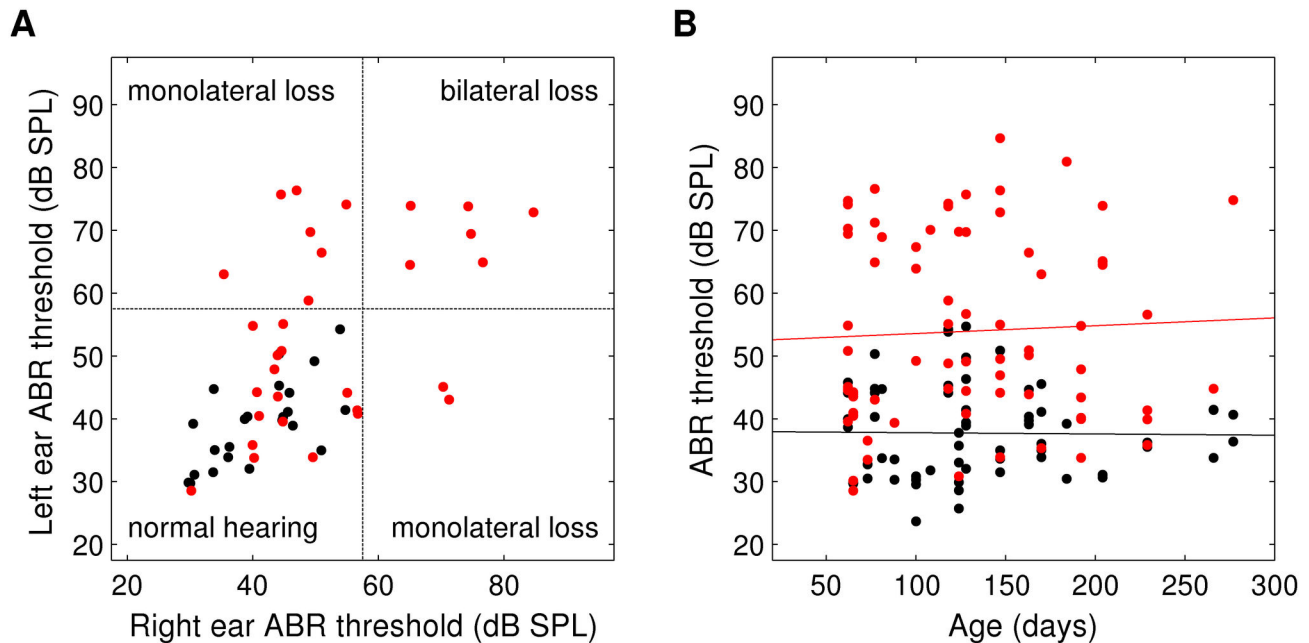 A
B
monolateral loss
bilateral loss
normal hearing
monolateral loss
90
80
70
60
50
40
30
20
20
40
60
80
Left ear ABR threshold (dB SPL)
Right ear ABR threshold (dB SPL)
90
80
70
60
50
40
30
20
50
100
150
200
250
300
ABR threshold (dB SPL)
Age (days)